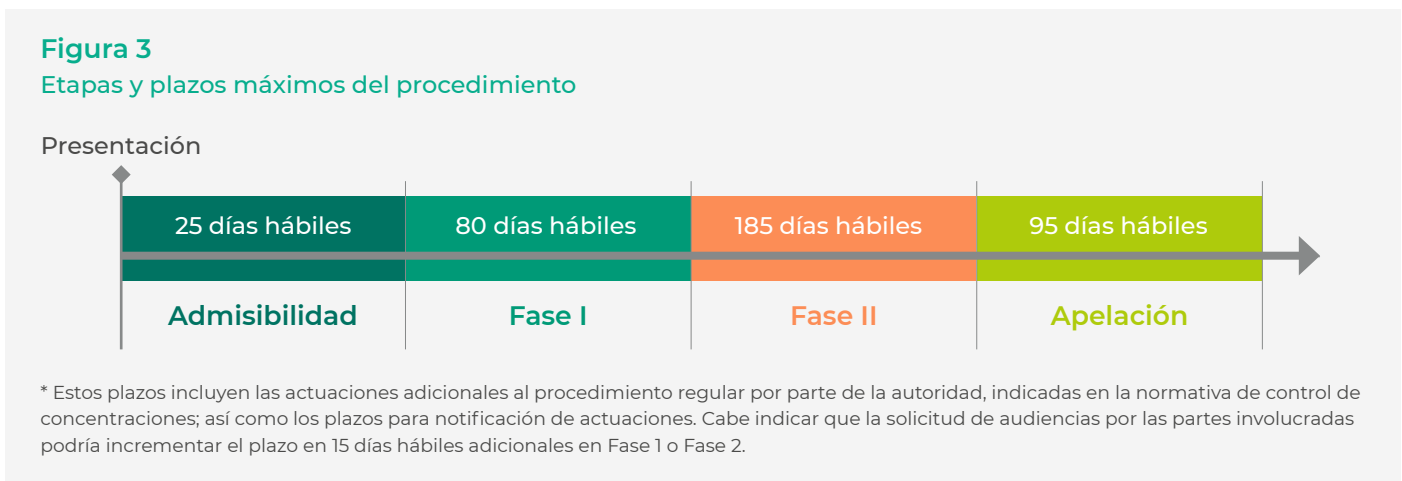 Figura 3
Etapas y plazos máximos del procedimiento
Presentación
25 días hábiles
80 días hábiles
185 días hábiles
95 días hábiles
Admisibilidad
Fase I
Fase II
Apelación
* Estos plazos incluyen las actuaciones adicionales al procedimiento regular por parte de la autoridad, indicadas en la normativa de control de
concentraciones; así como los plazos para notificación de actuaciones. Cabe indicar que la solicitud de audiencias por las partes involucradas
podría incrementar el plazo en 15 días hábiles adicionales en Fase 1 o Fase 2.